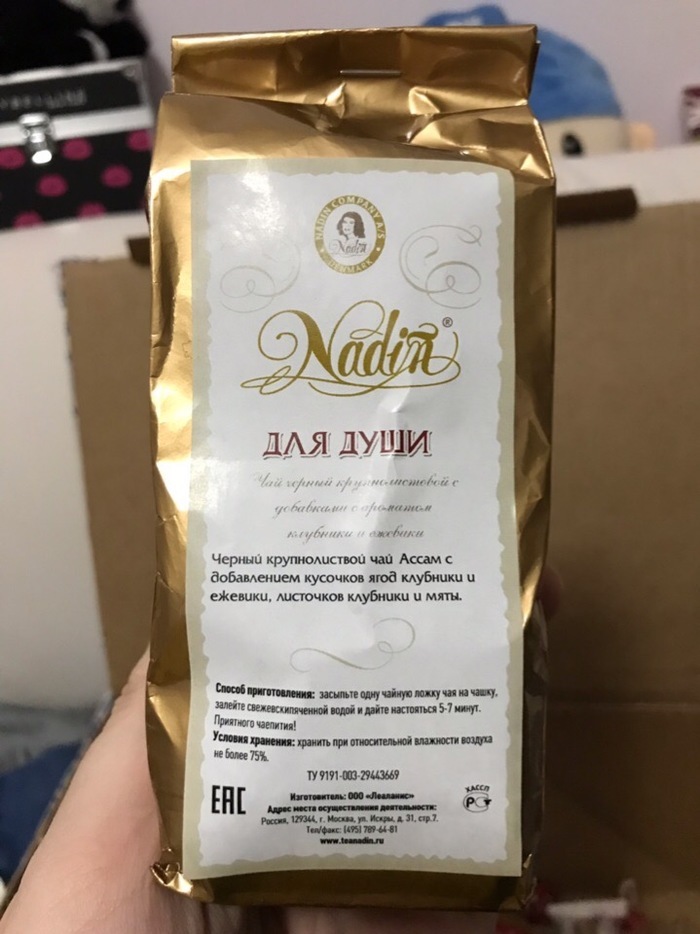 NADIN COMPANY A/S
Nadin
DENMARK
Nadin®
ДЛЯ ДУШИ
Чай черный крупнолистовой с
добавками с ароматом
клубники и ежевики
Черный крупнолиствой чай Ассам с
добавлением кусочков ягод клубники и
ежевики, листочков клубники и мяты.
Способ приготовления: засыпьте одну чайную ложку чая на чашку,
залейте свежевскипяченной водой и дайте настояться 5-7 минут.
Приятного чаепития!
Условия хранения: хранить при относительной влажности воздуха
не более 75%.
ТУ 9191-003-29443669
ЕАС
ХАССП
РСТ
Изготовитель: ООО «Леаланис»
Адрес места осуществления деятельности:
Россия, 129344, г. Москва, ул. Искры, д. 31, стр.7.
Тел/факс: (495) 789-64-81
www.teanadin.ru